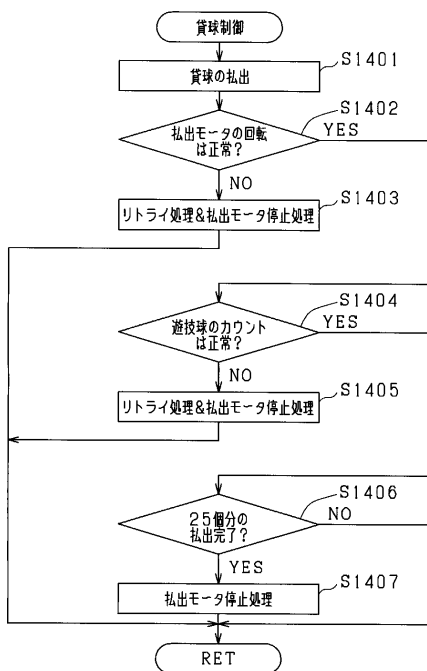 貸球制御
貸球の払出
S1401
払出モータの回転
は正常?
S1402
YES
NO
リトライ処理&払出モータ停止処理
S1403
遊技球のカウント
は正常?
S1404
YES
NO
リトライ処理&払出モータ停止処理
S1405
25個分の
払出完了?
S1406
NO
YES
払出モータ停止処理
S1407
RET